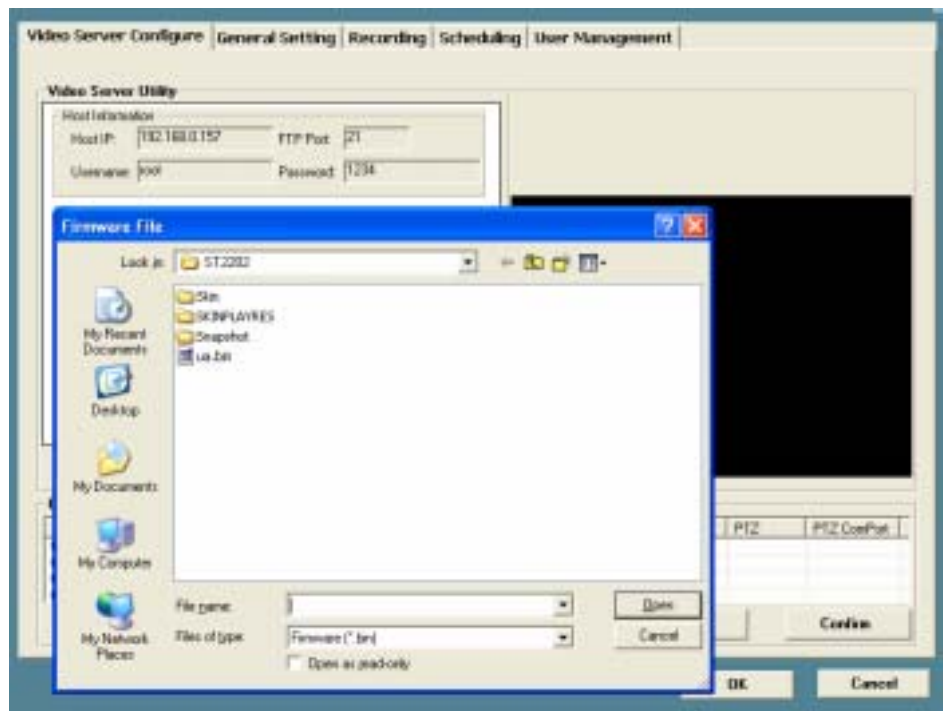 Video Server Configure General Setting Recording Scheduling User Management
Video Server Utility
Host Information
Host IP: 192.168.0.157 FTP Port: 21
Username: root Password: 1234
Firmware File
Look in: ST2202
Skin
SKINPLAYRES
Snapshot
ua.bin
My Recent Documents
Desktop
My Documents
My Computer
My Network Places
File name: Open
Files of type: Firmware (*.bin) Cancel
Open as read-only
PTZ PTZ ComPort
Confirm
OK Cancel